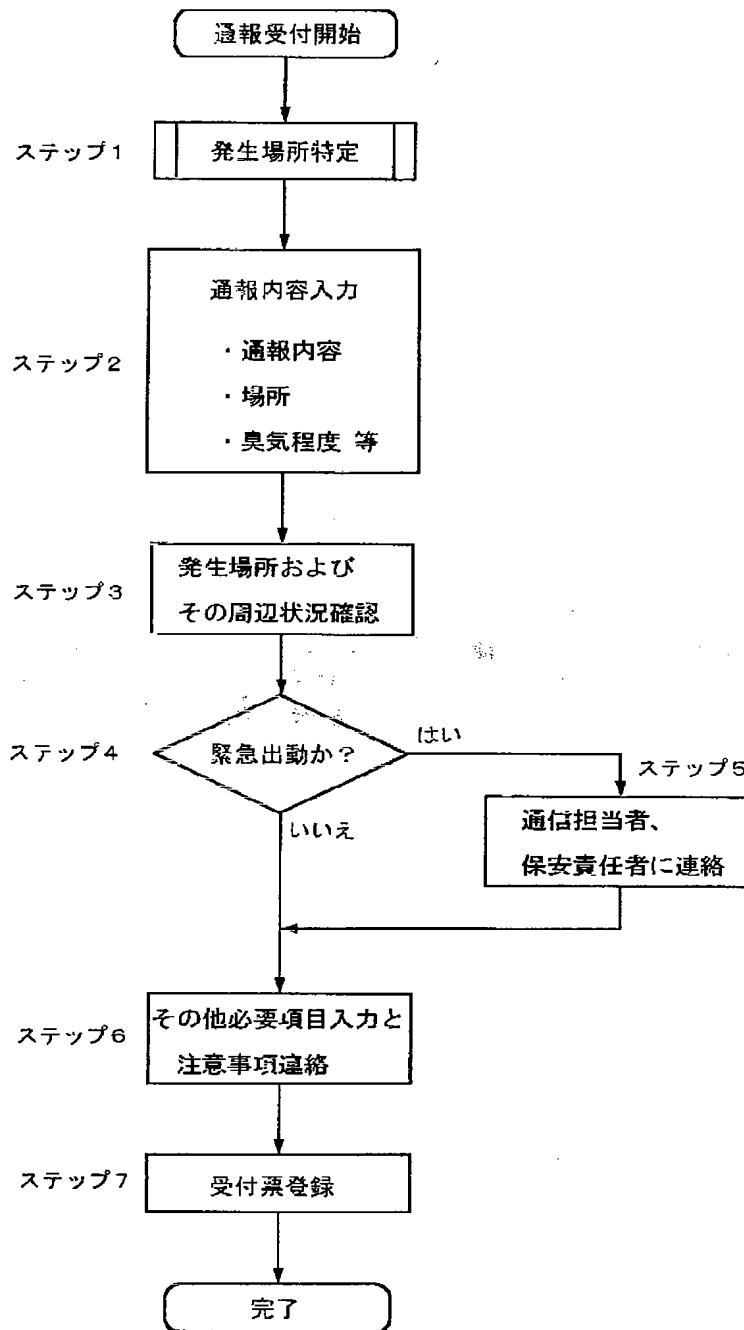 通報受付開始
ステップ1
発生場所特定
ステップ2
通報内容入力
・通報内容
・場所
・臭気程度 等
ステップ3
発生場所および
その周辺状況確認
ステップ4
緊急出動か?
はい
いいえ
ステップ5
通信担当者、
保安責任者に連絡
ステップ6
その他必要項目入力と
注意事項連絡
ステップ7
受付票登録
完了